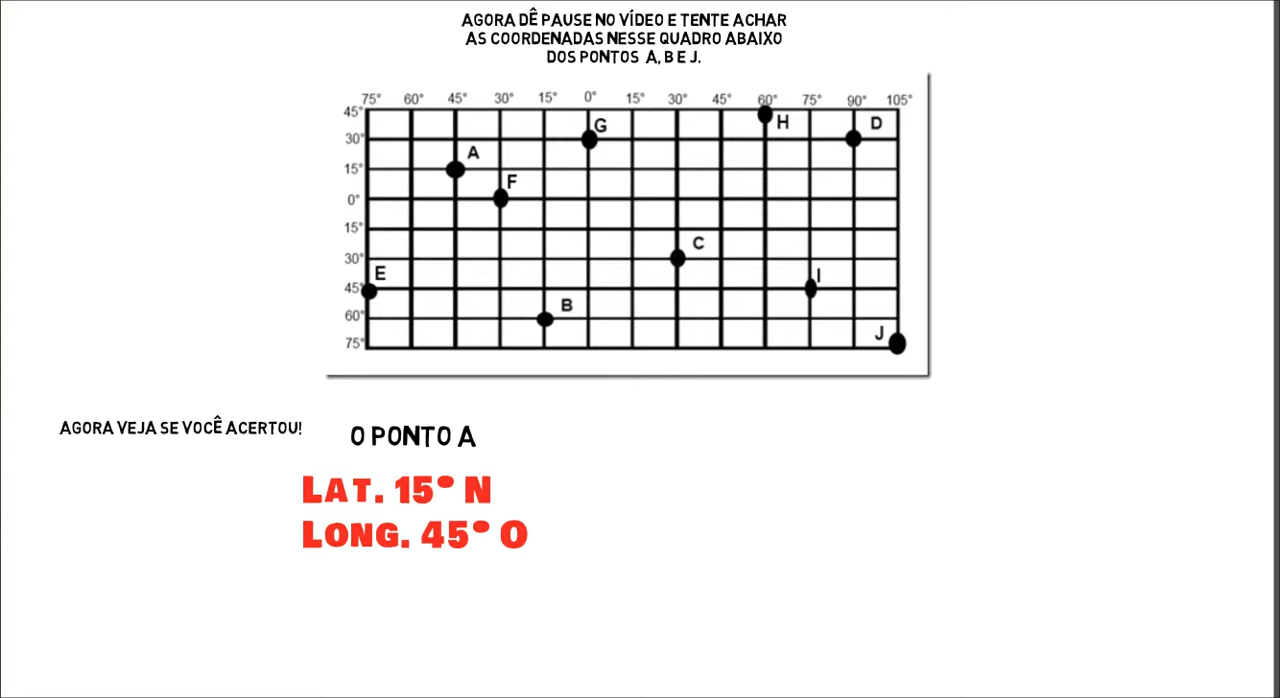 AGORA DÊ PAUSE NO VÍDEO E TENTE ACHAR
AS COORDENADAS NESSE QUADRO ABAIXO
DOS PONTOS A, B E J.
75° 60° 45° 30° 15° 0° 15° 30° 45° 60° 75° 90° 105°
45°
H
D
G
30°
A
15°
F
0°
15°
C
30°
E
I
45°
B
60°
J
75°
AGORA VEJA SE VOCÊ ACERTOU!
O PONTO A
LAT. 15° N
LONG. 45° O